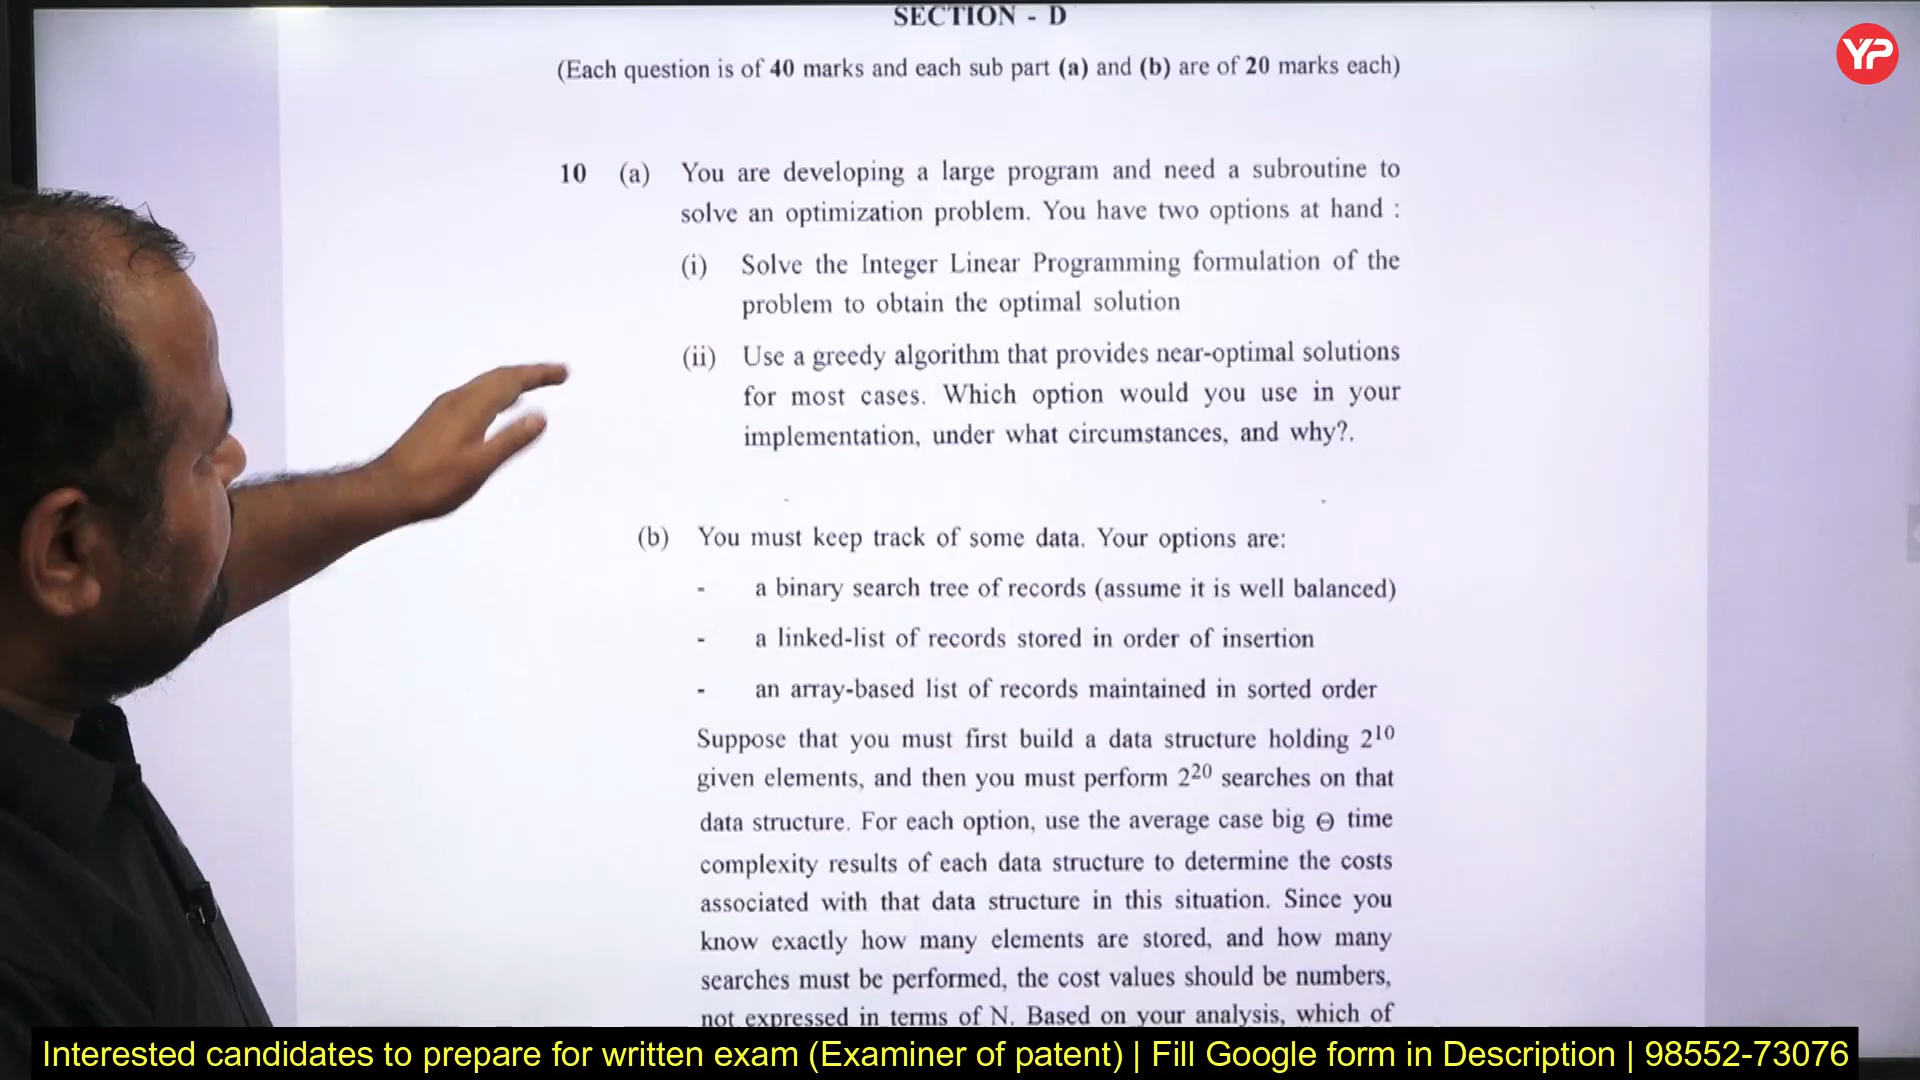 SECTION - D
YP
(Each question is of 40 marks and each sub part (a) and (b) are of 20 marks each)
10 (a) You are developing a large program and need a subroutine to
solve an optimization problem. You have two options at hand :
(i) Solve the Integer Linear Programming formulation of the
problem to obtain the optimal solution
(ii) Use a greedy algorithm that provides near-optimal solutions
for most cases. Which option would you use in your
implementation, under what circumstances, and why?.
(b) You must keep track of some data. Your options are:
- a binary search tree of records (assume it is well balanced)
- a linked-list of records stored in order of insertion
- an array-based list of records maintained in sorted order
Suppose that you must first build a data structure holding 2¹⁰
given elements, and then you must perform 2²⁰ searches on that
data structure. For each option, use the average case big Θ time
complexity results of each data structure to determine the costs
associated with that data structure in this situation. Since you
know exactly how many elements are stored, and how many
searches must be performed, the cost values should be numbers,
not expressed in terms of N. Based on your analysis, which of
Interested candidates to prepare for written exam (Examiner of patent) | Fill Google form in Description | 98552-73076